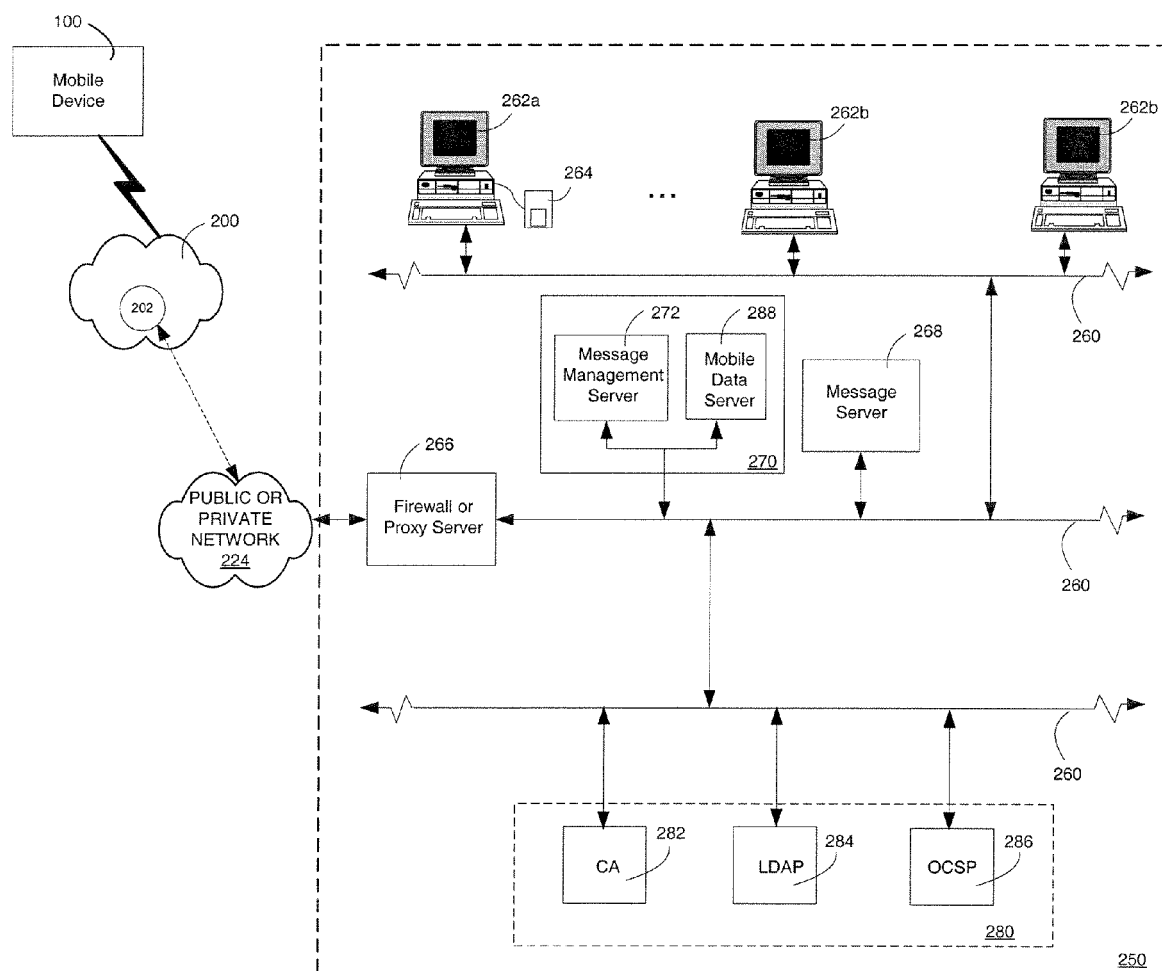 100
Mobile
Device
200
202
PUBLIC OR
PRIVATE
NETWORK
224
262a
264
...
262b
262b
260
272
Message
Management
Server
288
Mobile
Data
Server
270
268
Message
Server
266
Firewall or
Proxy Server
260
260
CA
282
LDAP
284
OCSP
286
280
250